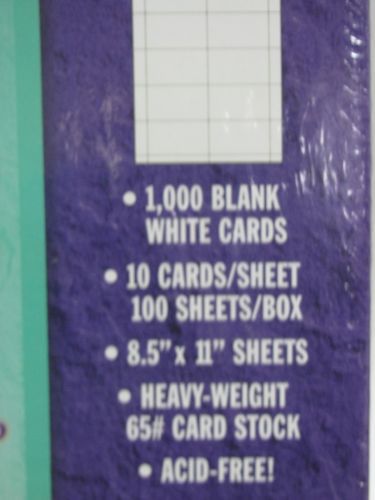 • 1,000 BLANK
WHITE CARDS
• 10 CARDS/SHEET
100 SHEETS/BOX
• 8.5" x 11" SHEETS
• HEAVY-WEIGHT
65# CARD STOCK
• ACID-FREE!